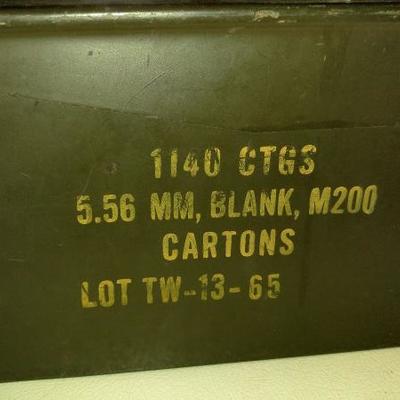 1140 CTGS
5.56 MM, BLANK, M200
CARTONS
LOT TW-13-65